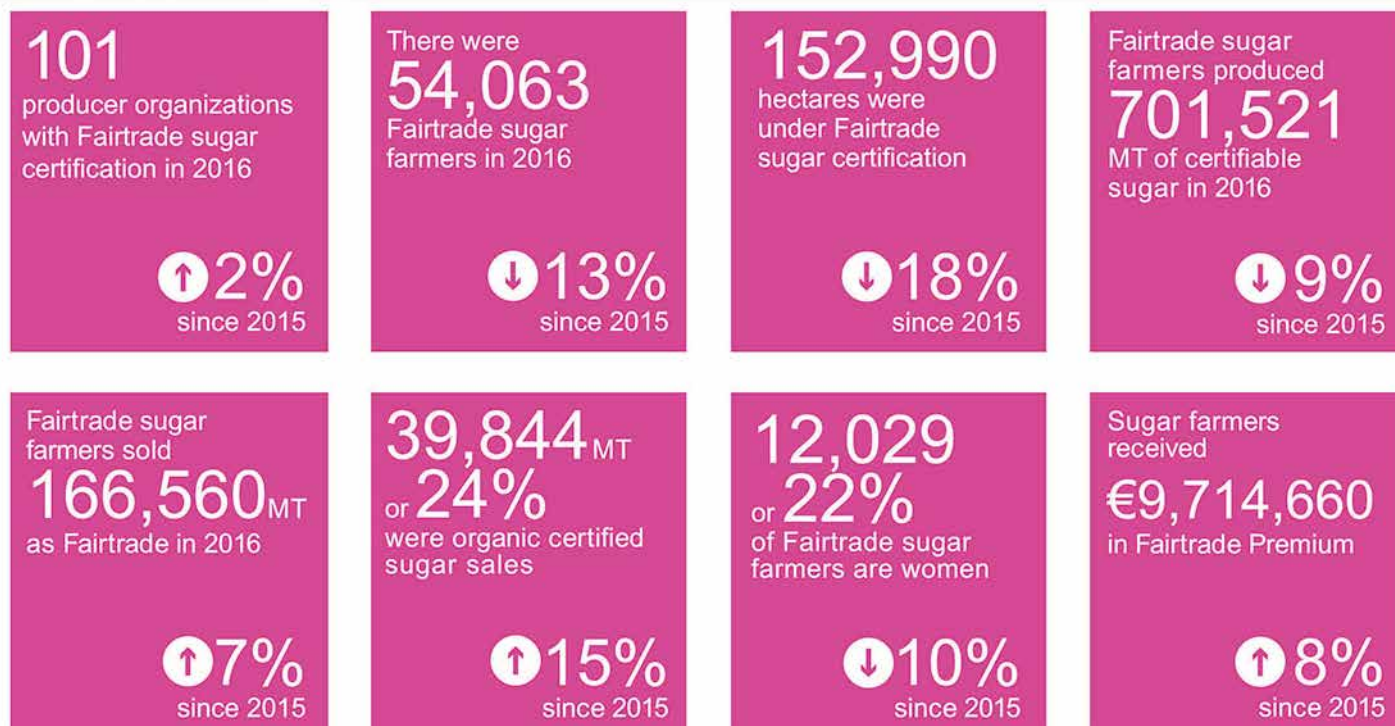 101
producer organizations
with Fairtrade sugar
certification in 2016
↑2%
since 2015
There were
54,063
Fairtrade sugar
farmers in 2016
↓13%
since 2015
152,990
hectares were
under Fairtrade
sugar certification
↓18%
since 2015
Fairtrade sugar
farmers produced
701,521
MT of certifiable
sugar in 2016
↓9%
since 2015
Fairtrade sugar
farmers sold
166,560MT
as Fairtrade in 2016
↑7%
since 2015
39,844 MT
or 24%
were organic certified
sugar sales
↑15%
since 2015
12,029
or 22%
of Fairtrade sugar
farmers are women
↓10%
since 2015
Sugar farmers
received
€9,714,660
in Fairtrade Premium
↑8%
since 2015